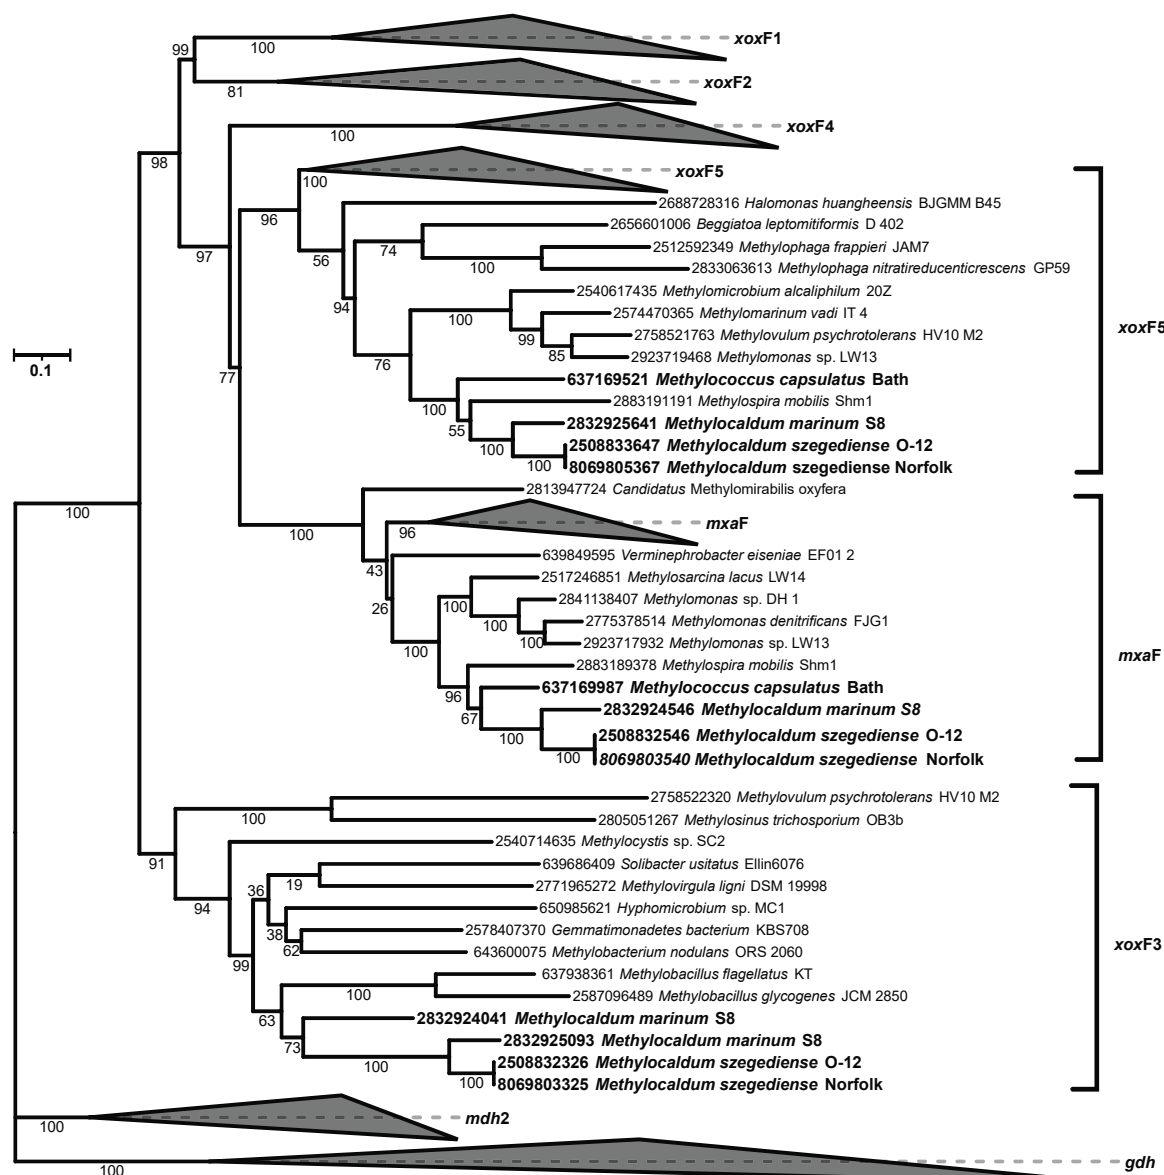 99
100
xoxF1
81
xoxF2
98
100
xoxF4
100
xoxF5
96
2688728316 Halomonas huangheensis BJGMM B45
97
56
74
2656601006 Beggiatoa leptomitiformis D 402
100
2512592349 Methylophaga frappieri JAM7
2833063613 Methylophaga nitratireducenticrescens GP59
94
100
2540617435 Methylomicrobium alcaliphilum 20Z
99
2574470365 Methylomarinum vadi IT 4
xoxF5
85
2758521763 Methylovulum psychrotolerans HV10 M2
0.1
77
76
2923719468 Methylomonas sp. LW13
100
637169521 Methylococcus capsulatus Bath
55
2883191191 Methylospira mobilis Shm1
100
2832925641 Methylocaldum marinum S8
100
2508833647 Methylocaldum szegediense O-12
8069805367 Methylocaldum szegediense Norfolk
100
100
2813947724 Candidatus Methylomirabilis oxyfera
96
mxaF
43
639849595 Verminephrobacter eiseniae EF01 2
26
100
2517246851 Methylosarcina lacus LW14
100
2841138407 Methylomonas sp. DH 1
100
2775378514 Methylomonas denitrificans FJG1
100
2923717932 Methylomonas sp. LW13
mxaF
96
2883189378 Methylospira mobilis Shm1
67
637169987 Methylococcus capsulatus Bath
100
2832924546 Methylocaldum marinum S8
100
2508832546 Methylocaldum szegediense O-12
8069803540 Methylocaldum szegediense Norfolk
100
2758522320 Methylovulum psychrotolerans HV10 M2
2805051267 Methylosinus trichosporium OB3b
91
2540714635 Methylocystis sp. SC2
94
36
19
639686409 Solibacter usitatus Ellin6076
2771965272 Methylovirgula ligni DSM 19998
38
650985621 Hyphomicrobium sp. MC1
62
2578407370 Gemmatimonadetes bacterium KBS708
xoxF3
99
643600075 Methylobacterium nodulans ORS 2060
100
637938361 Methylobacillus flagellatus KT
63
2587096489 Methylobacillus glycogenes JCM 2850
73
2832924041 Methylocaldum marinum S8
100
2832925093 Methylocaldum marinum S8
100
2508832326 Methylocaldum szegediense O-12
8069803325 Methylocaldum szegediense Norfolk
100
mdh2
100
gdh